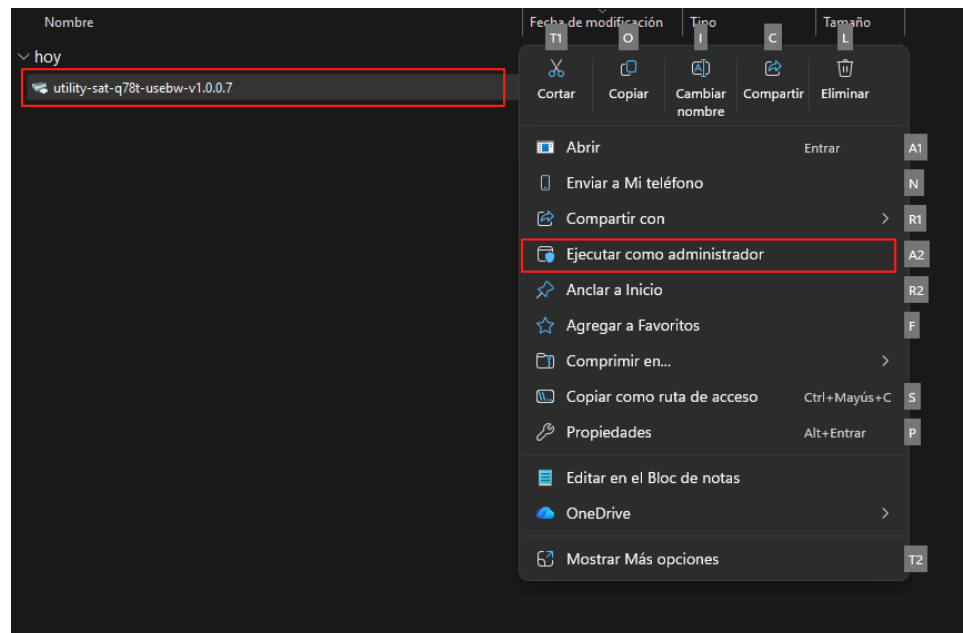 Nombre Fecha de modificación Tipo Tamaño
T1 O I C L
hoy
utility-sat-q78t-usebw-v1.0.0.7
Cortar Copiar Cambiar nombre Compartir Eliminar
Abrir Entrar A1
Enviar a Mi teléfono N
Compartir con R1
Ejecutar como administrador A2
Anclar a Inicio R2
Agregar a Favoritos F
Comprimir en...
Copiar como ruta de acceso Ctrl+Mayús+C S
Propiedades Alt+Entrar P
Editar en el Bloc de notas
OneDrive
Mostrar Más opciones T2